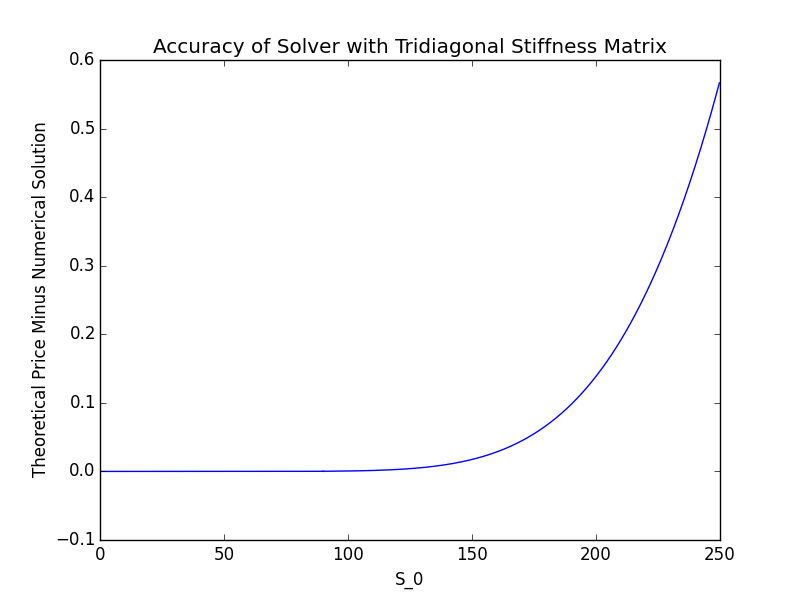 Accuracy of Solver with Tridiagonal Stiffness Matrix
Theoretical Price Minus Numerical Solution
0.6
0.5
0.4
0.3
0.2
0.1
0.0
−0.1
0 50 100 150 200 250
S_0